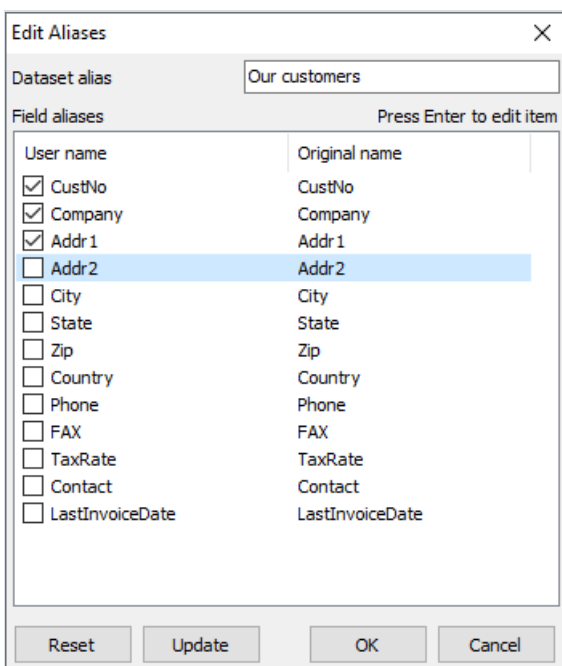 Edit Aliases
Dataset alias Our customers
Field aliases Press Enter to edit item
User name Original name
CustNo CustNo
Company Company
Addr1 Addr1
Addr2 Addr2
City City
State State
Zip Zip
Country Country
Phone Phone
FAX FAX
TaxRate TaxRate
Contact Contact
LastInvoiceDate LastInvoiceDate
Reset Update OK Cancel